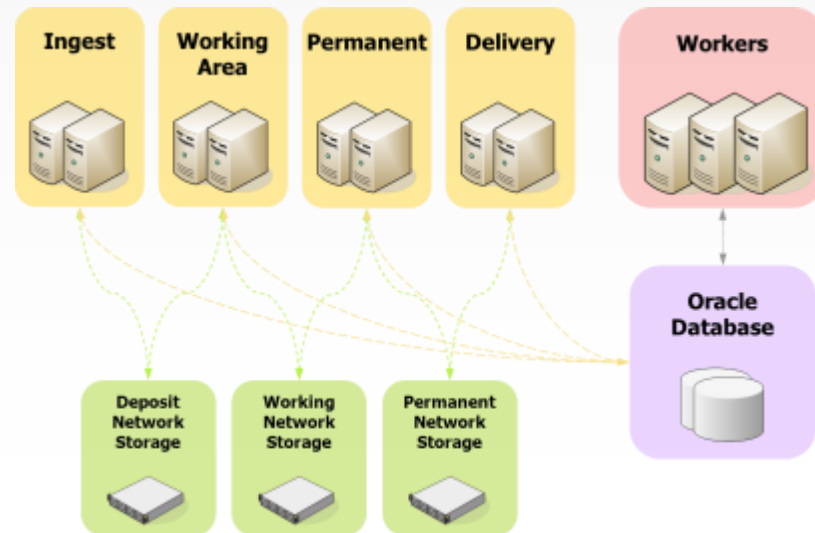 Ingest
Working
Area
Permanent
Delivery
Workers
Oracle
Database
Deposit
Network
Storage
Working
Network
Storage
Permanent
Network
Storage